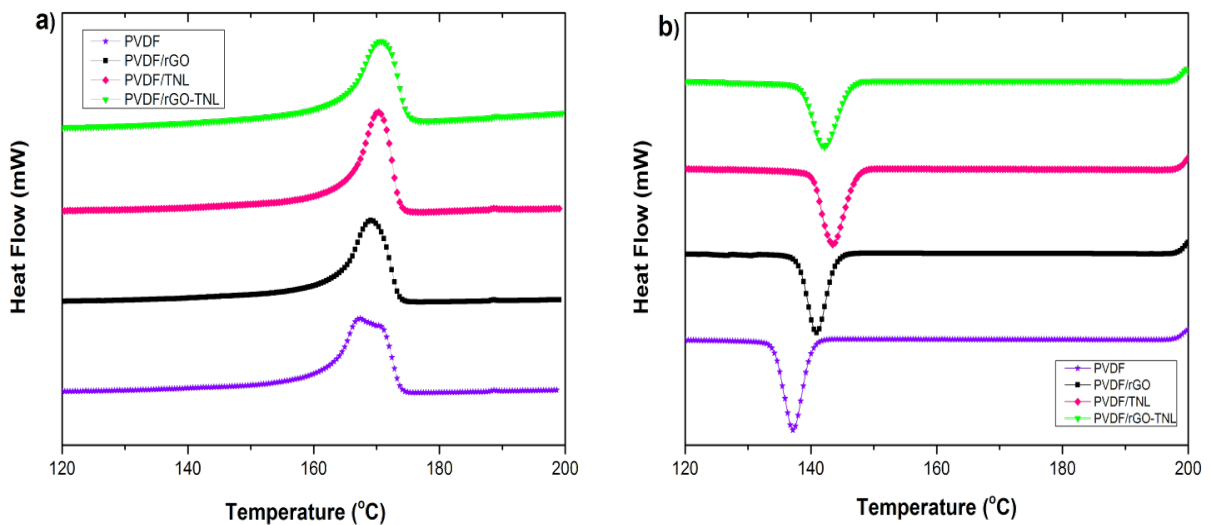 a)
PVDF
PVDF/rGO
PVDF/TNL
PVDF/rGO-TNL
Heat Flow (mW)
120 140 160 180 200
Temperature (°C)
b)
Heat Flow (mW)
PVDF
PVDF/rGO
PVDF/TNL
PVDF/rGO-TNL
120 140 160 180 200
Temperature (°C)